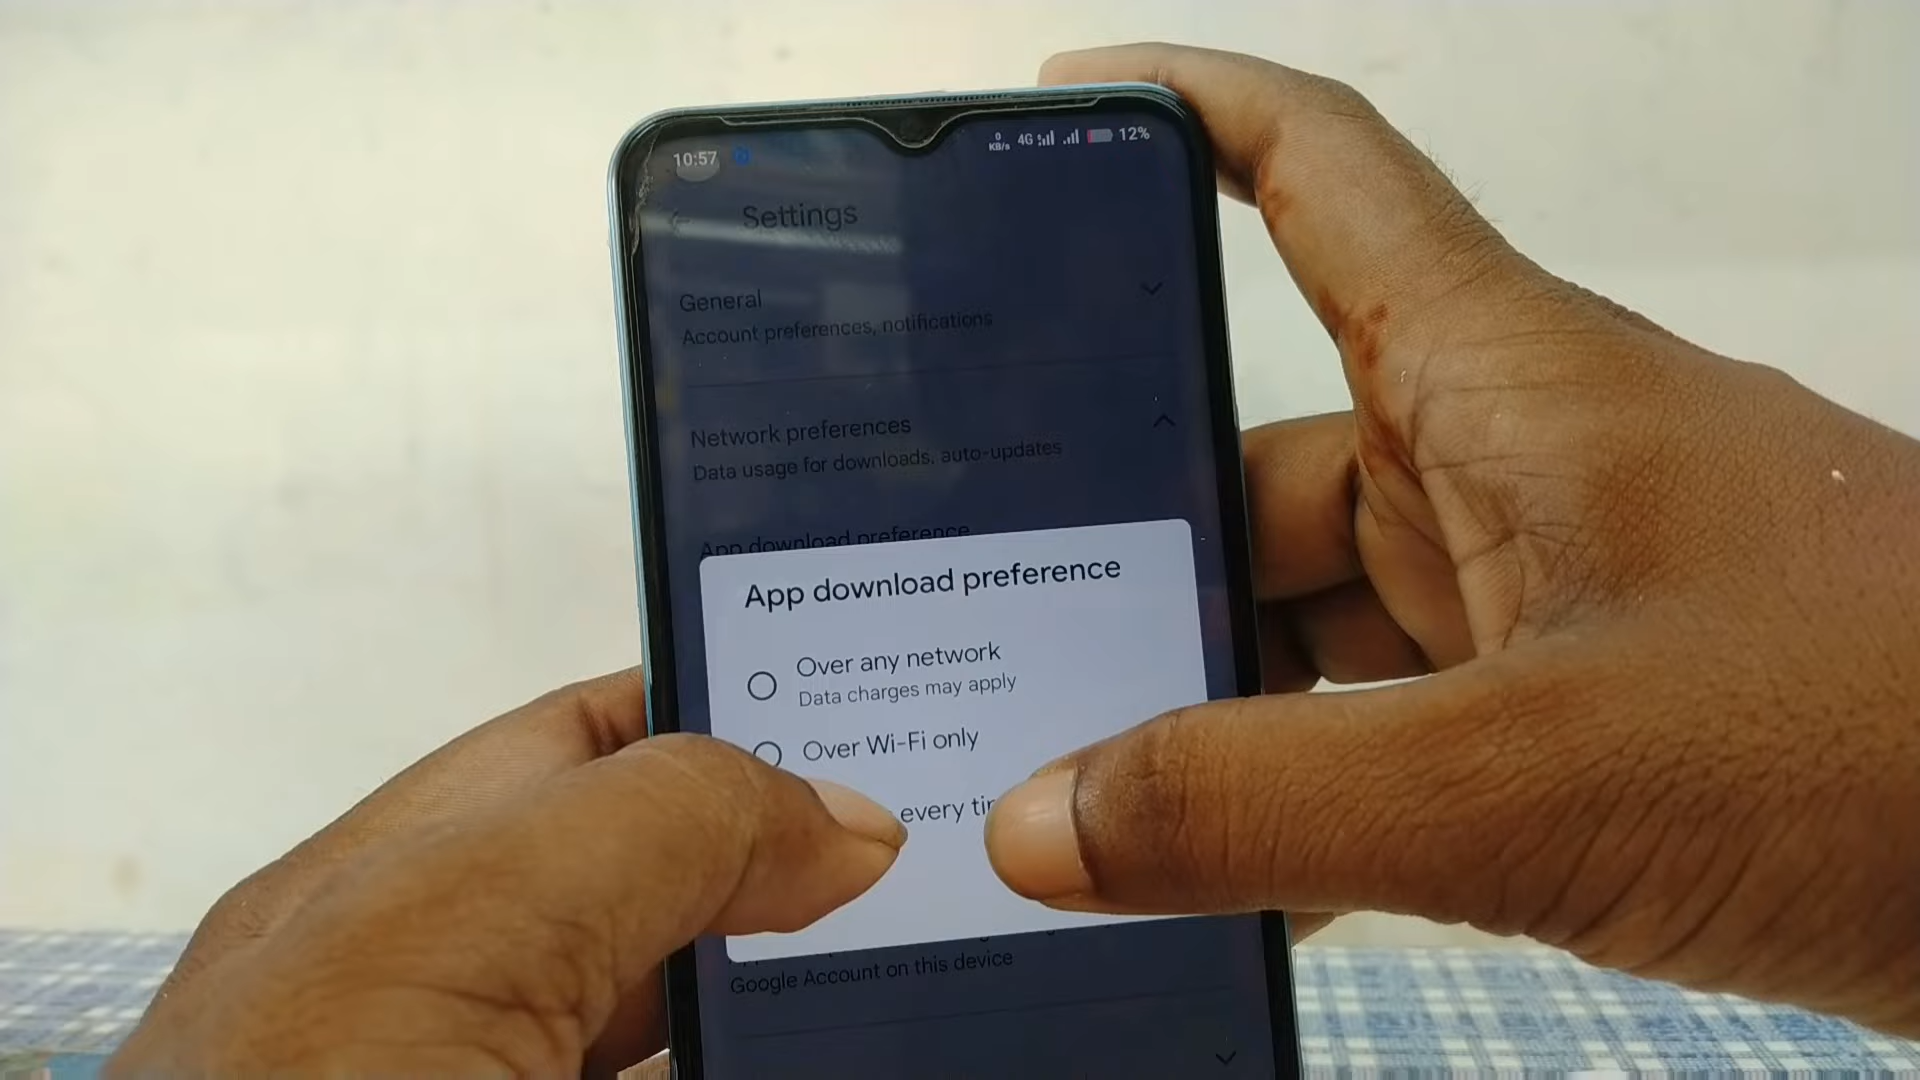 10:57
0
KB/s
4G
12%
Settings
General
Account preferences, notifications
Network preferences
Data usage for downloads, auto-updates
App download preference
App download preference
Over any network
Data charges may apply
Over Wi-Fi only
every
Google Account on this device